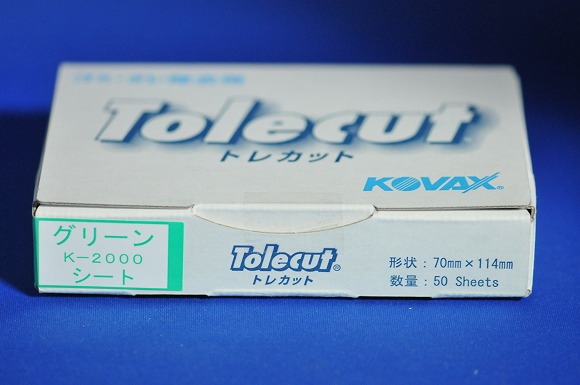 Tolecut
トレカット
KOVAX®
グリーン
K-2000
シート
Tolecut®
トレカット
形状：70mm×114mm
数量：50 Sheets